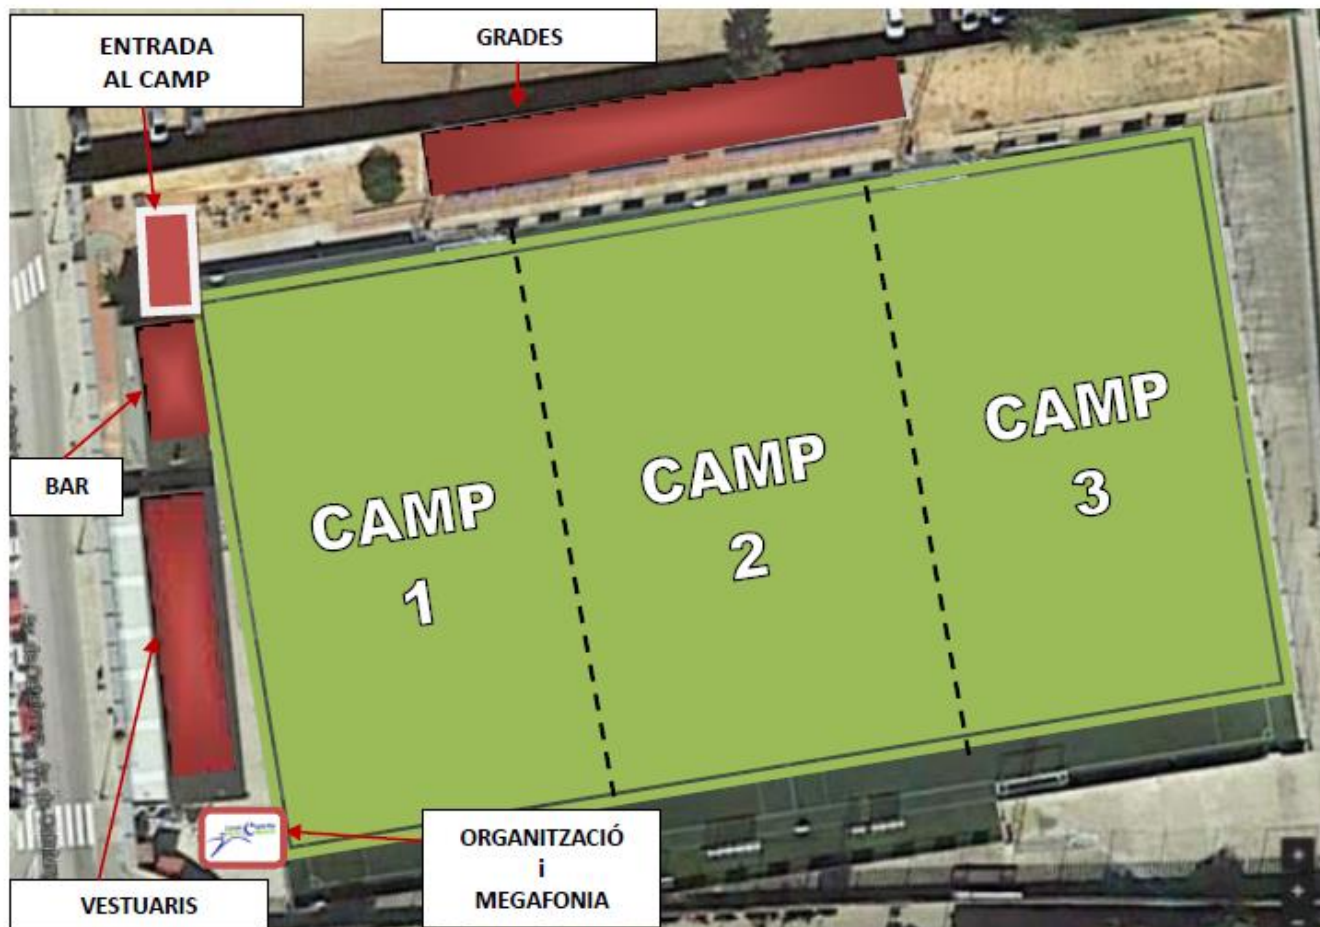 ENTRADA
AL CAMP
GRADES
BAR
CAMP
1
CAMP
2
CAMP
3
VESTUARIS
ORGANITZACIÓ
i
MEGAFONIA